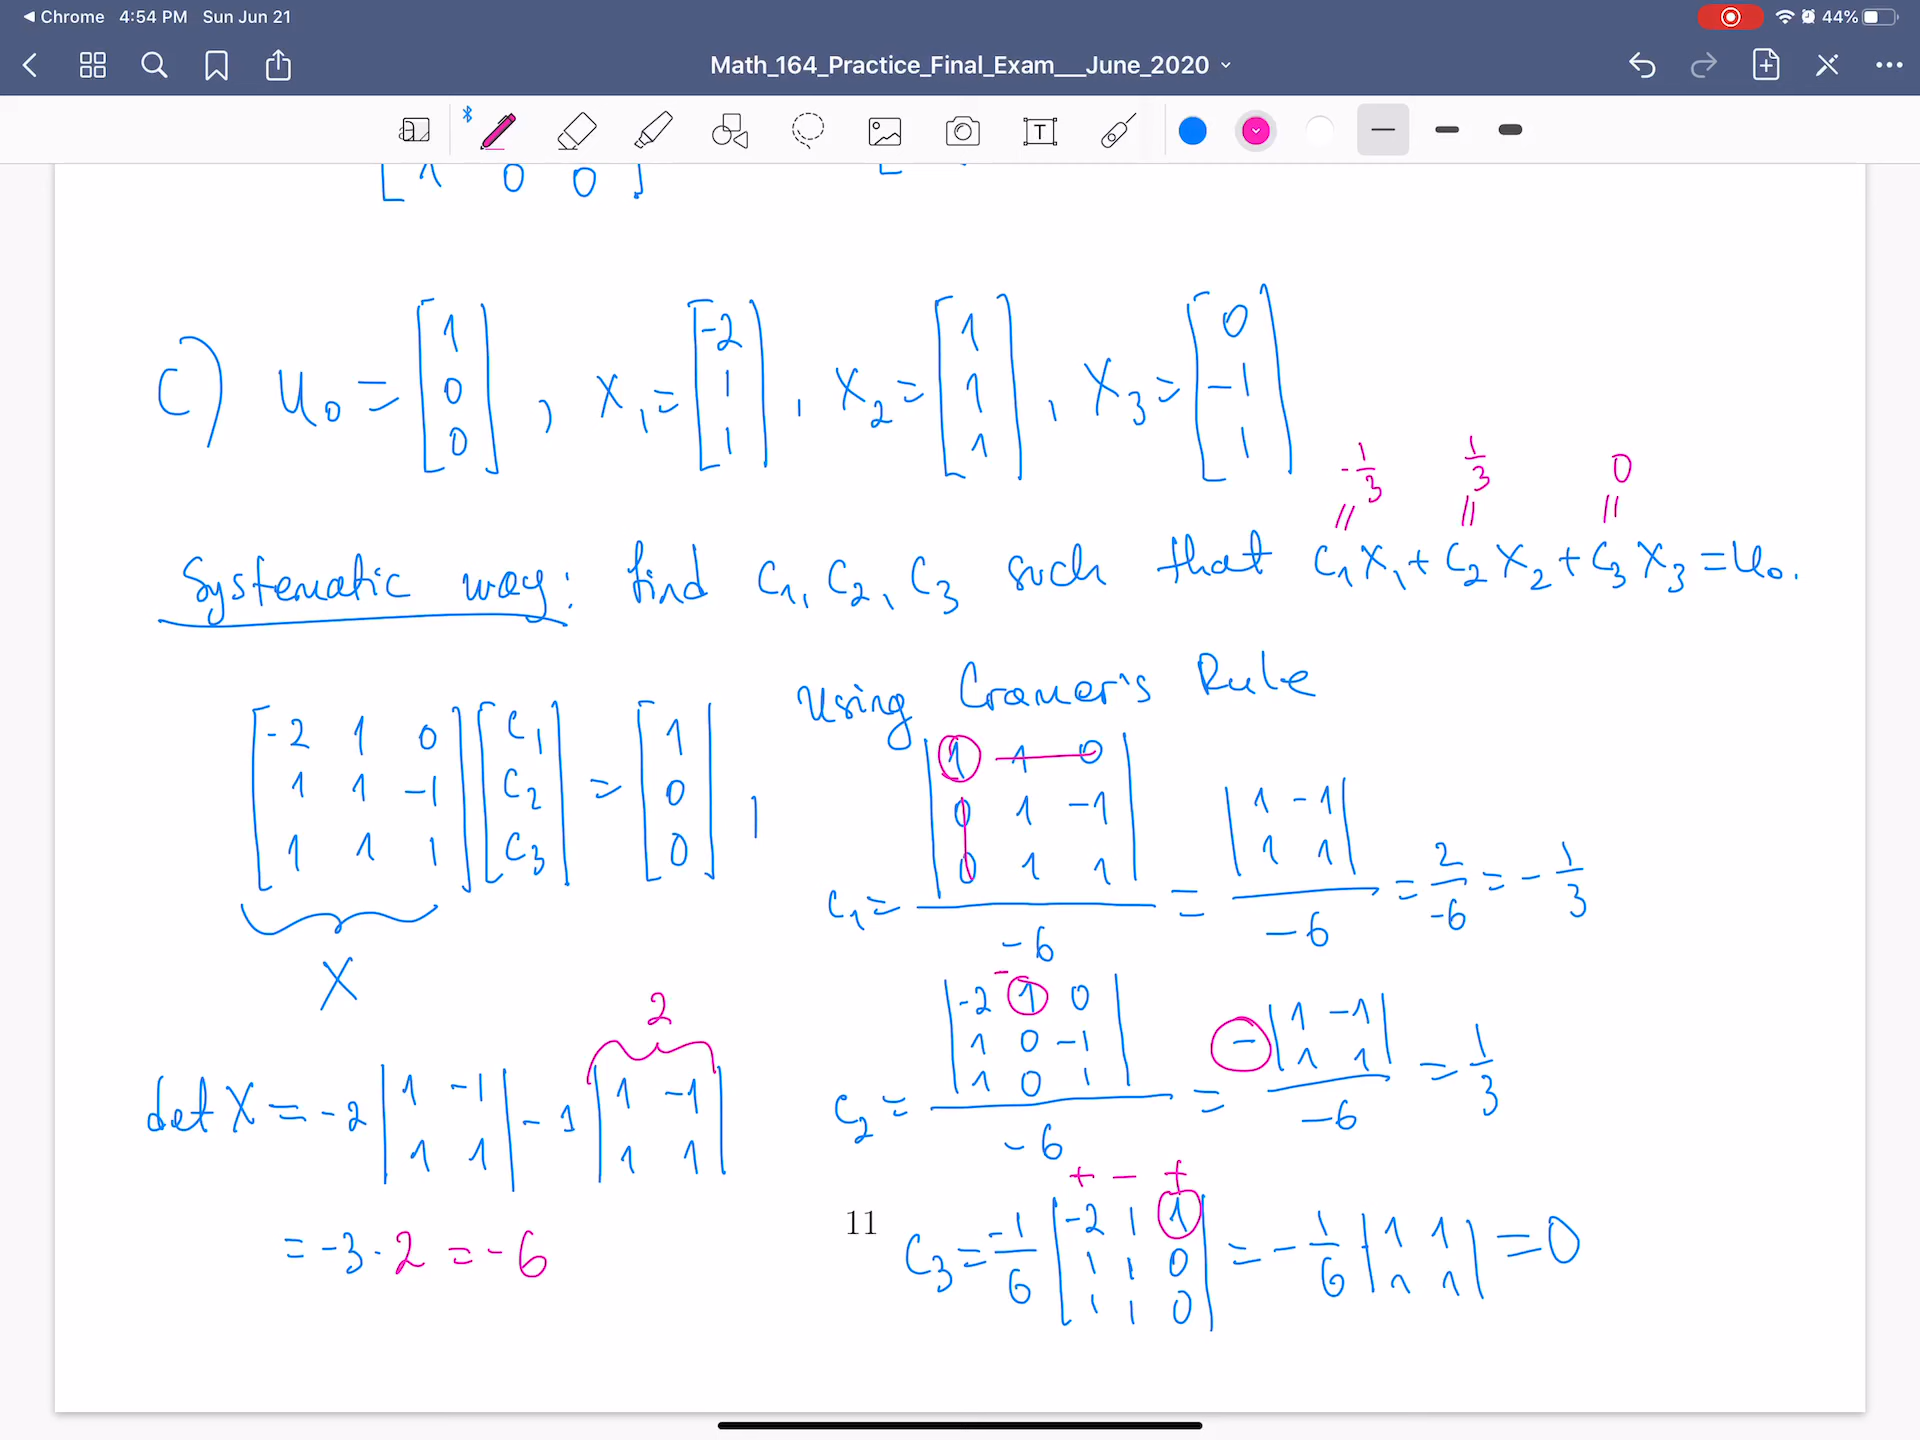 Chrome 4:54 PM Sun Jun 21 44%
Math_164_Practice_Final_Exam___June_2020
[ 1 0 0 ] [
C) u₀ = [1 0 0], x₁ = [-2 1 1], x₂ = [1 1 1], x₃ = [0 -1 1]
-1/3 1/3 0
|| || ||
Systematic way: find c₁, c₂, c₃ such that c₁x₁ + c₂x₂ + c₃x₃ = u₀.
Using Cramer's Rule
[-2 1 0; 1 1 -1; 1 1 1] [c₁; c₂; c₃] = [1; 0; 0],
X
c₁ = |1 1 0; 0 1 -1; 0 1 1| / -6 = |1 -1; 1 1| / -6 = 2/-6 = -1/3
-
c₂ = |-2 1 0; 1 0 -1; 1 0 1| / -6 = -|1 -1; 1 1| / -6 = 1/3
2
det X = -2 |1 -1; 1 1| - 1 |1 -1; 1 1|
= -3 · 2 = -6
+ - +
c₃ = -1/6 |-2 1 1; 1 1 0; 1 1 0| = -1/6 |1 1; 1 1| = 0
11